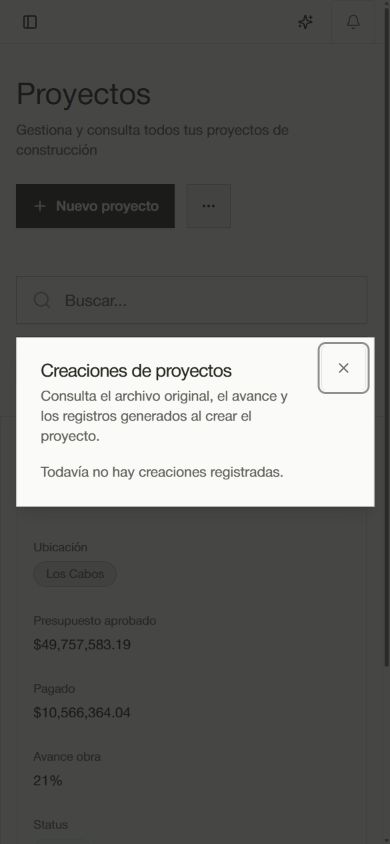 Proyectos
Gestiona y consulta todos tus proyectos de
construcción
+ Nuevo proyecto
...
Buscar...
Creaciones de proyectos
Consulta el archivo original, el avance y
los registros generados al crear el
proyecto.
Todavía no hay creaciones registradas.
Ubicación
Los Cabos
Presupuesto aprobado
$49,757,583.19
Pagado
$10,566,364.04
Avance obra
21%
Status